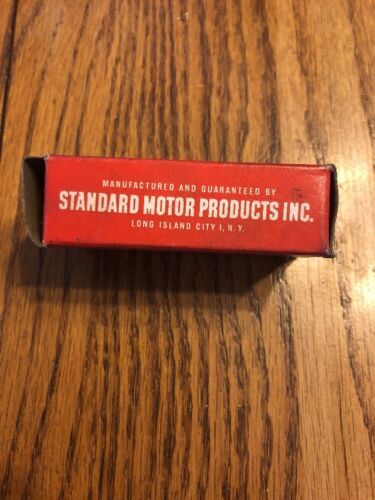 MANUFACTURED AND GUARANTEED BY
STANDARD MOTOR PRODUCTS INC.
LONG ISLAND CITY 1, N.Y.